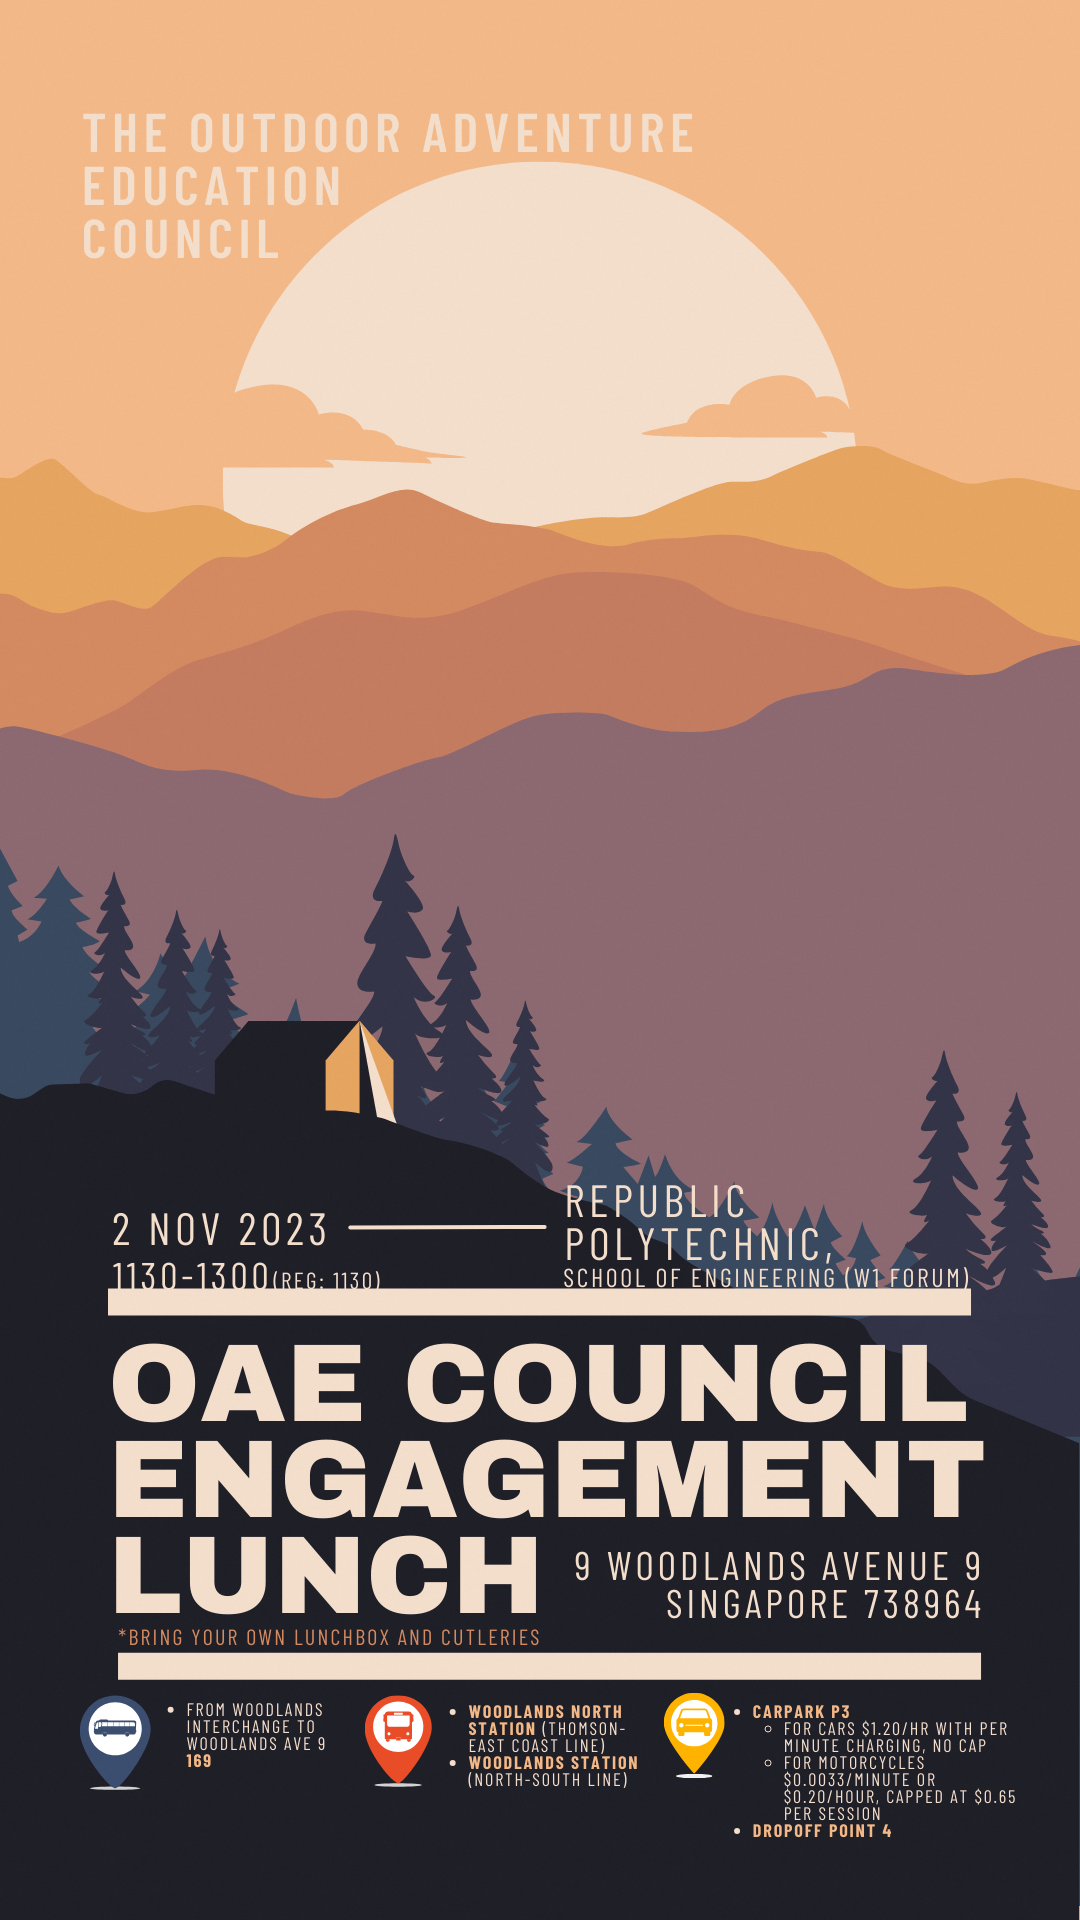 THE OUTDOOR ADVENTURE
EDUCATION
COUNCIL
2 NOV 2023
1130-1300(REG: 1130)
REPUBLIC
POLYTECHNIC,
SCHOOL OF ENGINEERING (W1 FORUM)
OAE COUNCIL
ENGAGEMENT
LUNCH
9 WOODLANDS AVENUE 9
SINGAPORE 738964
*BRING YOUR OWN LUNCHBOX AND CUTLERIES
FROM WOODLANDS
INTERCHANGE TO
WOODLANDS AVE 9
169
WOODLANDS NORTH
STATION (THOMSON-
EAST COAST LINE)
WOODLANDS STATION
(NORTH-SOUTH LINE)
CARPARK P3
FOR CARS $1.20/HR WITH PER
MINUTE CHARGING, NO CAP
FOR MOTORCYCLES
$0.0033/MINUTE OR
$0.20/HOUR, CAPPED AT $0.65
PER SESSION
DROPOFF POINT 4